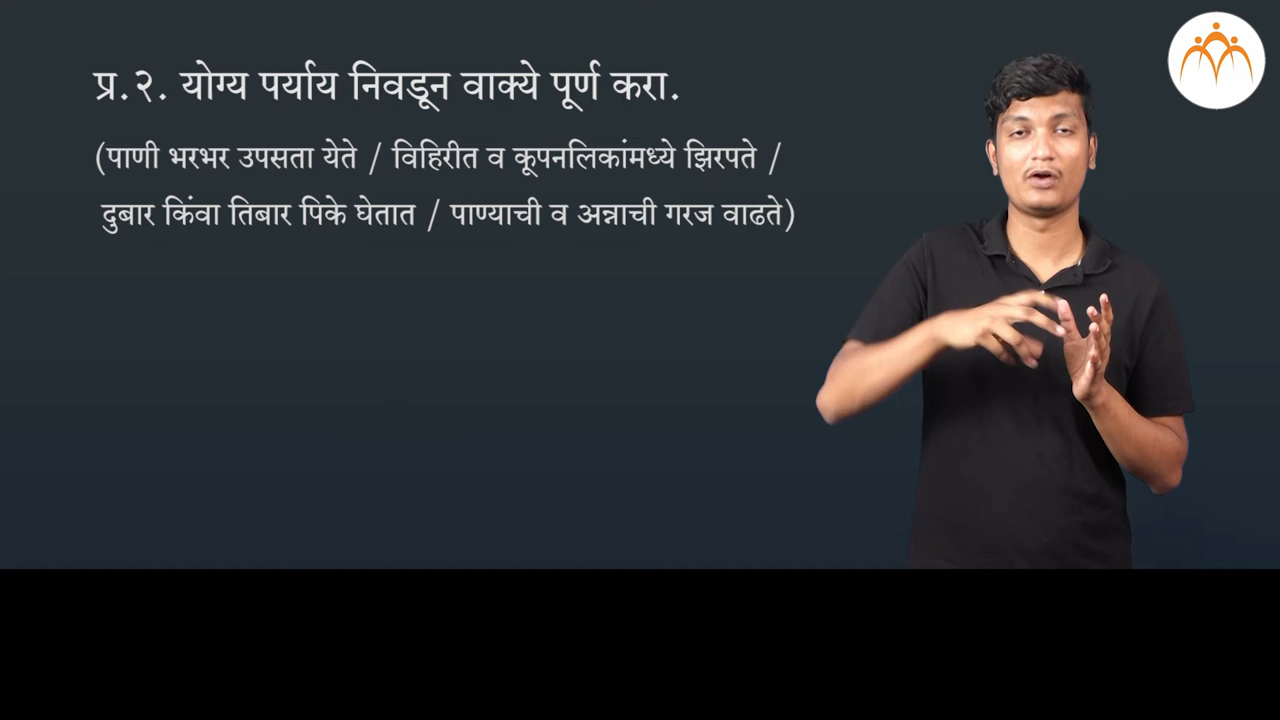 प्र.२. योग्य पर्याय निवडून वाक्ये पूर्ण करा.
(पाणी भरभर उपसता येते / विहिरीत व कूपनलिकांमध्ये झिरपते /
दुबार किंवा तिबार पिके घेतात / पाण्याची व अन्नाची गरज वाढते)